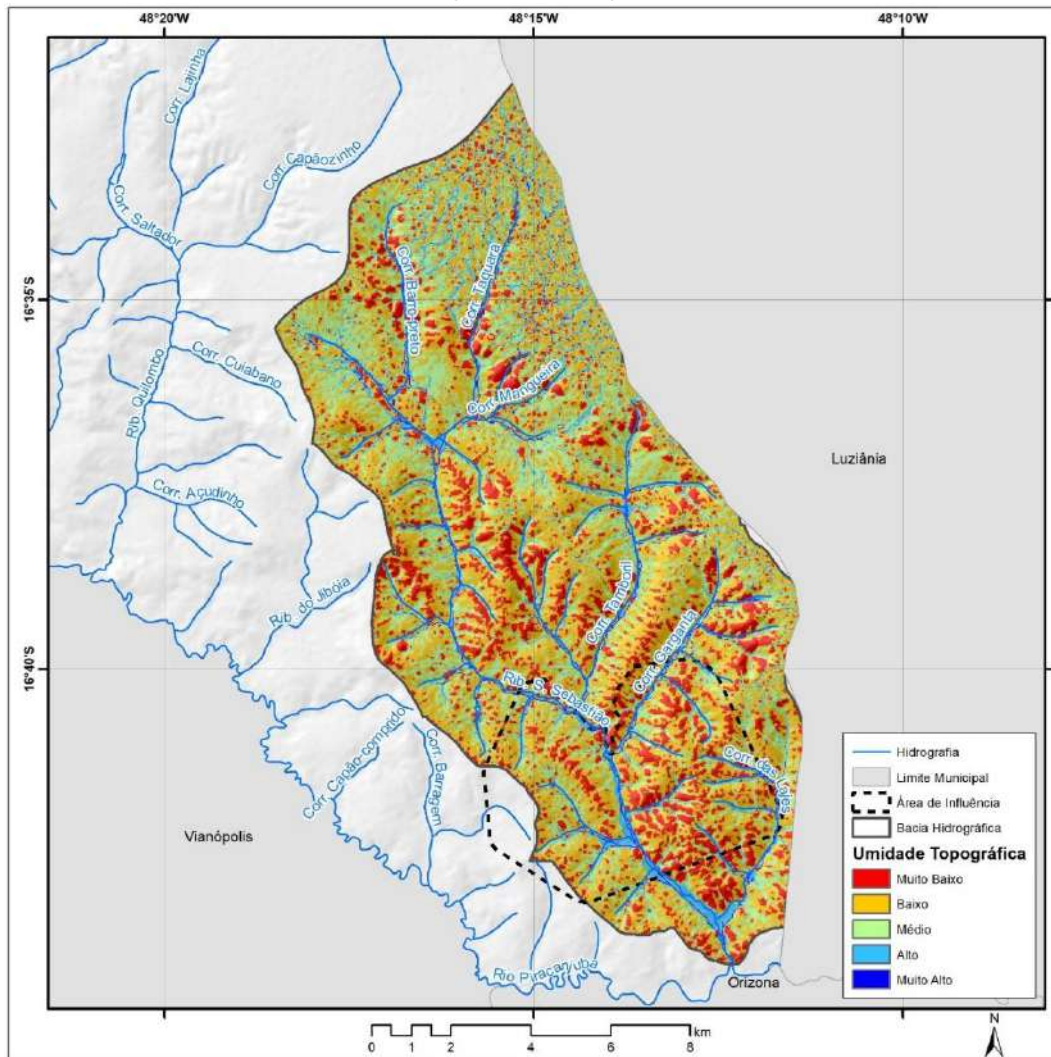 48°20'W
48°15'W
48°10'W
16°35'S
16°40'S
Corr. Lajinha
Corr. Capãozinho
Corr. Saltador
Corr. Barro preto
Corr. Taquara
Corr. Cuiabano
Corr. Mangueira
Rib. Quilombo
Luziânia
Corr. Açudinho
Rib. do Jibóia
Corr. Tamboril
Corr. Garganta
Rib. S. Sebastião
Corr. Capão-comprido
Corr. Barragem
Corr. das Lajes
Vianópolis
Rio Piracanjuba
Orizona
Hidrografia
Limite Municipal
Área de Influência
Bacia Hidrográfica
Umidade Topográfica
Muito Baixo
Baixo
Médio
Alto
Muito Alto
km
0 1 2 4 6 8
N